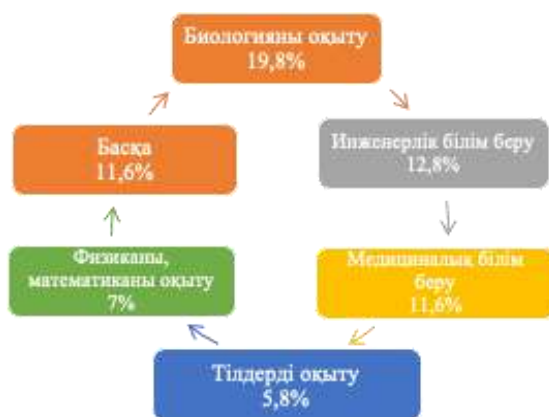 Биологияны оқыту
19,8%
Инженерлік білім беру
12,8%
Медициналық білім
беру
11,6%
Тілдерді оқыту
5,8%
Физиканы,
математиканы оқыту
7%
Басқа
11,6%